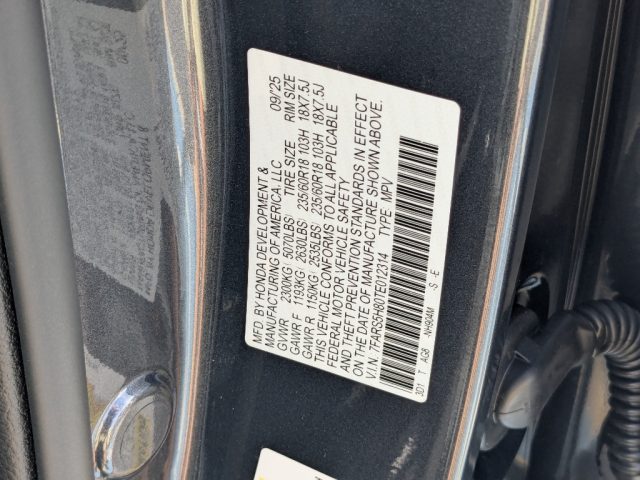 MFD. BY HONDA DEVELOPMENT &
MANUFACTURING OF AMERICA, LLC 09/25
GVWR 2300KG( 5070LBS) TIRE SIZE RIM SIZE
GAWR F 1193KG( 2630LBS) 235/60R18 103H 18X7.5J
GAWR R 1150KG( 2535LBS) 235/60R18 103H 18X7.5J
THIS VEHICLE CONFORMS TO ALL APPLICABLE
FEDERAL MOTOR VEHICLE SAFETY
AND THEFT PREVENTION STANDARDS IN EFFECT
ON THE DATE OF MANUFACTURE SHOWN ABOVE.
V.I.N. 7FARS5H80TE072314 TYPE MPV
3D1 T AG8 -NH904M -S -E